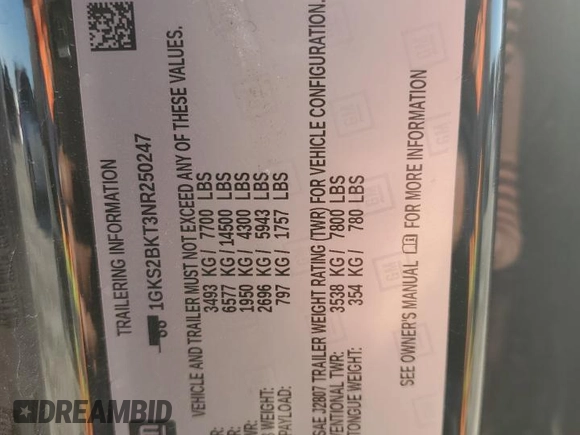 TRAILERING INFORMATION
1GKS2BKT3NR250247
VEHICLE AND TRAILER MUST NOT EXCEED ANY OF THESE VALUES.
3493 KG / 7700 LBS
6577 KG / 14500 LBS
1950 KG / 4300 LBS
WEIGHT: 2696 KG / 5943 LBS
PAYLOAD: 797 KG / 1757 LBS
SAE J2807 TRAILER WEIGHT RATING (TWR) FOR VEHICLE CONFIGURATION.
ENTIONAL TWR: 3538 KG / 7800 LBS
TONGUE WEIGHT: 354 KG / 780 LBS
SEE OWNER'S MANUAL FOR MORE INFORMATION
GM
DREAMBID